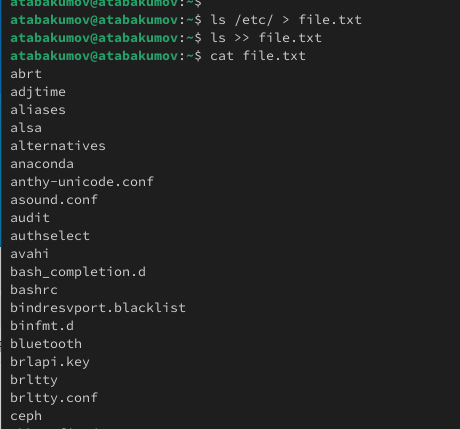 atabakumov@atabakumov:~$
atabakumov@atabakumov:~$ ls /etc/ > file.txt
atabakumov@atabakumov:~$ ls >> file.txt
atabakumov@atabakumov:~$ cat file.txt
abrt
adjtime
aliases
alsa
alternatives
anaconda
anthy-unicode.conf
asound.conf
audit
authselect
avahi
bash_completion.d
bashrc
bindresvport.blacklist
binfmt.d
bluetooth
brlapi.key
brltty
brltty.conf
ceph